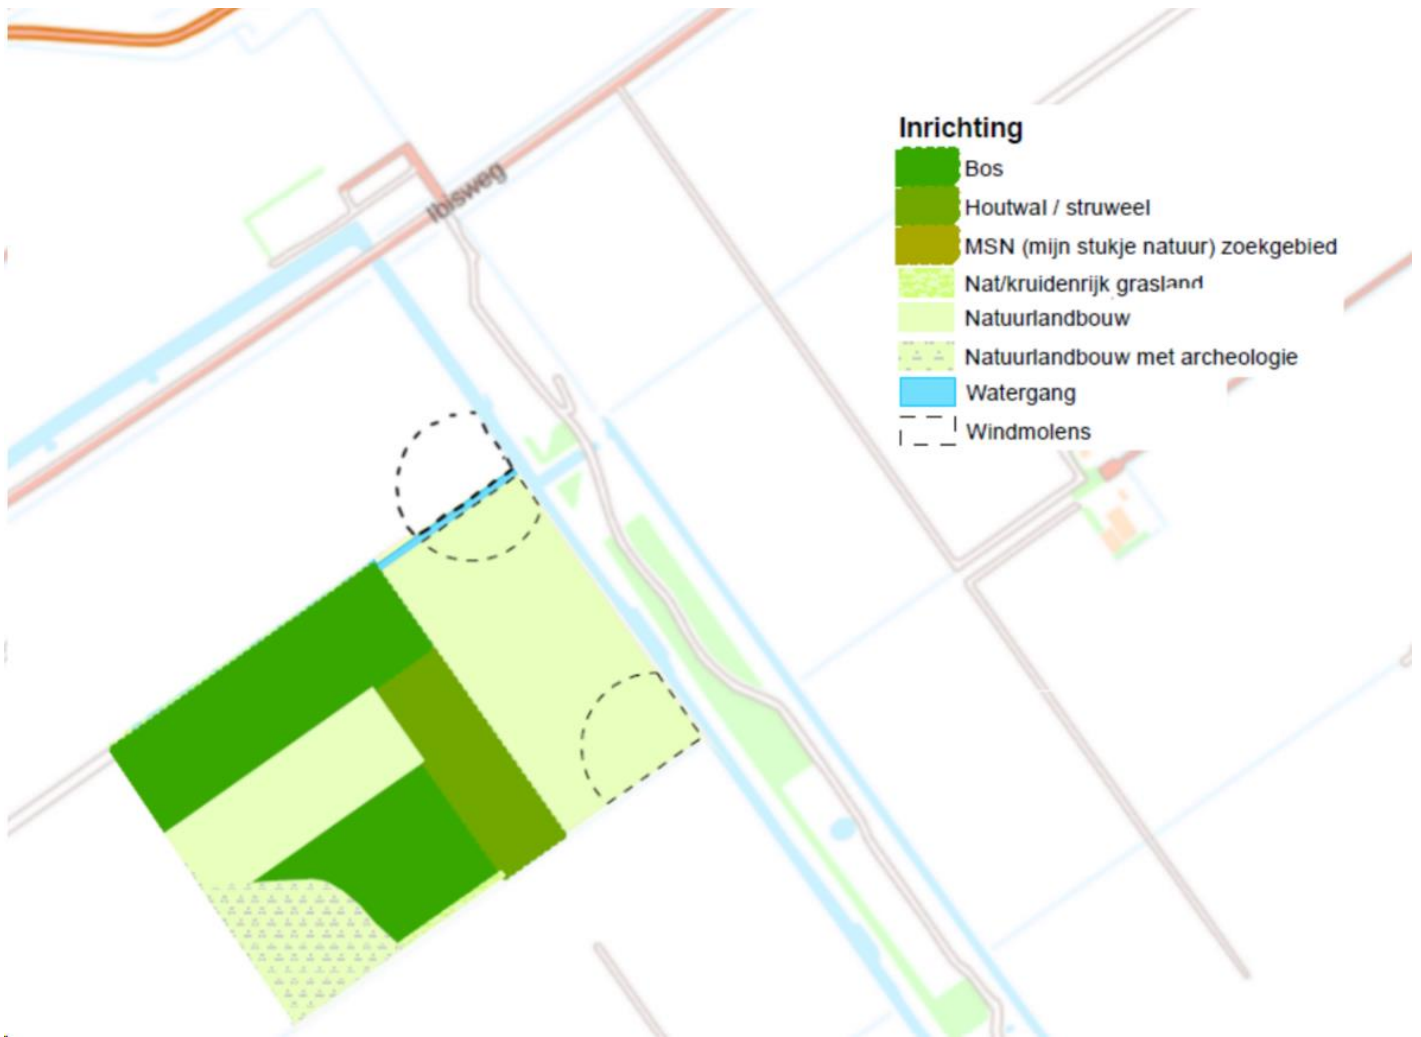 Ibisweg
Inrichting
Bos
Houtwal / struweel
MSN (mijn stukje natuur) zoekgebied
Nat/kruidenrijk grasland
Natuurlandbouw
Natuurlandbouw met archeologie
Watergang
Windmolens